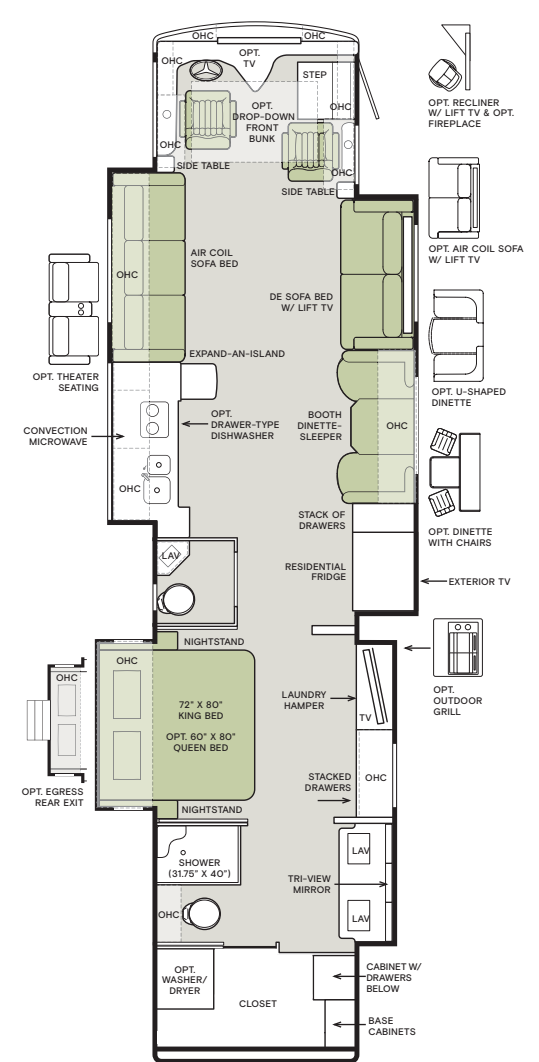 OHC
OHC
OHC
OPT.
TV
STEP
OPT.
DROP-DOWN
FRONT
BUNK
OHC
OHC
OHC
SIDE TABLE
SIDE TABLE
OPT. RECLINER
W/ LIFT TV & OPT.
FIREPLACE
OHC
AIR COIL
SOFA BED
OPT. AIR COIL SOFA
W/ LIFT TV
DE SOFA BED
W/ LIFT TV
EXPAND-AN-ISLAND
OPT. THEATER
SEATING
OPT. U-SHAPED
DINETTE
CONVECTION
MICROWAVE
OPT.
DRAWER-TYPE
DISHWASHER
BOOTH
DINETTE-
SLEEPER
OHC
OHC
STACK OF
DRAWERS
OPT. DINETTE
WITH CHAIRS
LAV
RESIDENTIAL
FRIDGE
EXTERIOR TV
NIGHTSTAND
OHC
OHC
72" X 80"
KING BED
OPT. 60" X 80"
QUEEN BED
LAUNDRY
HAMPER
TV
OPT.
OUTDOOR
GRILL
OPT. EGRESS
REAR EXIT
STACKED
DRAWERS
OHC
NIGHTSTAND
SHOWER
(31.75" X 40")
LAV
TRI-VIEW
MIRROR
OHC
LAV
OPT.
WASHER/
DRYER
CLOSET
CABINET W/
DRAWERS
BELOW
BASE
CABINETS